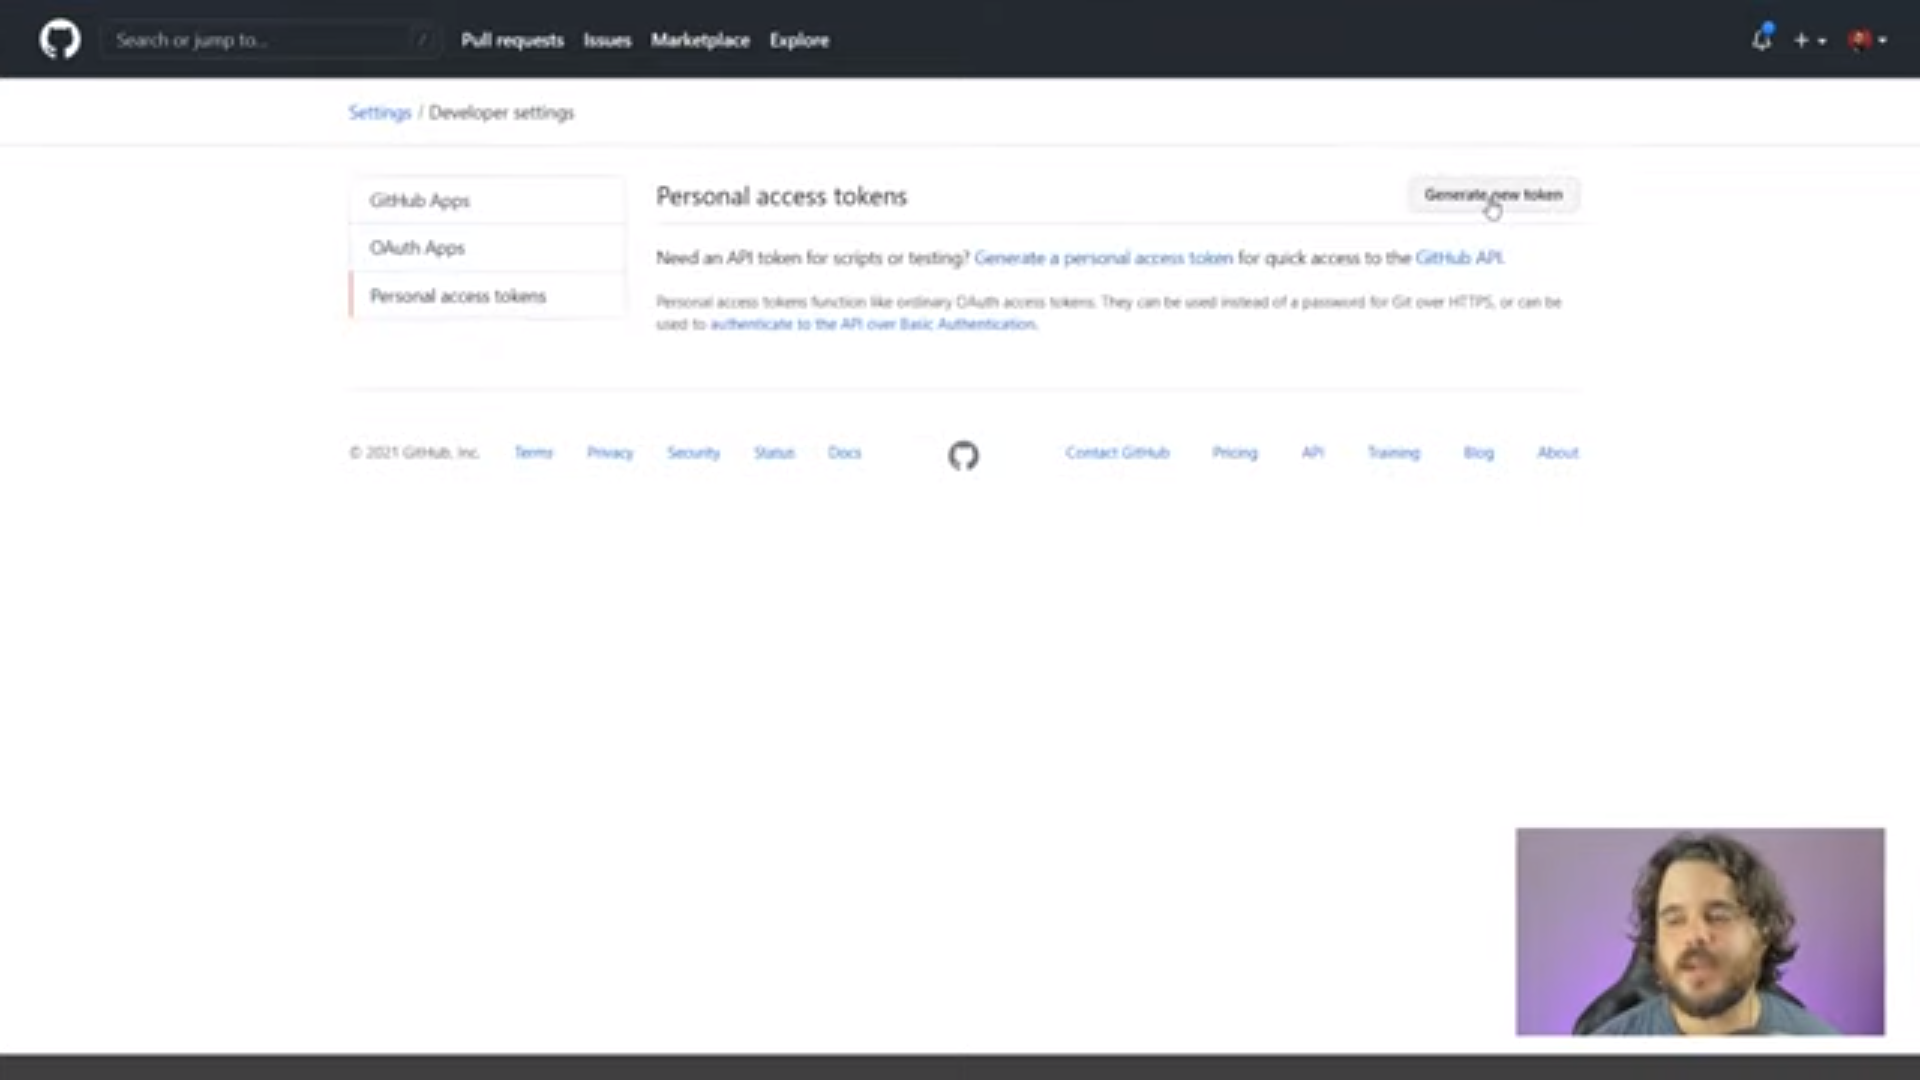 Search or jump to... /
Pull requests Issues Marketplace Explore
Settings / Developer settings
GitHub Apps
OAuth Apps
Personal access tokens
Personal access tokens
Generate new token
Need an API token for scripts or testing? Generate a personal access token for quick access to the GitHub API.
Personal access tokens function like ordinary OAuth access tokens. They can be used instead of a password for Git over HTTPS, or can be
used to authenticate to the API over Basic Authentication.
© 2021 GitHub, Inc. Terms Privacy Security Status Docs Contact GitHub Pricing API Training Blog About